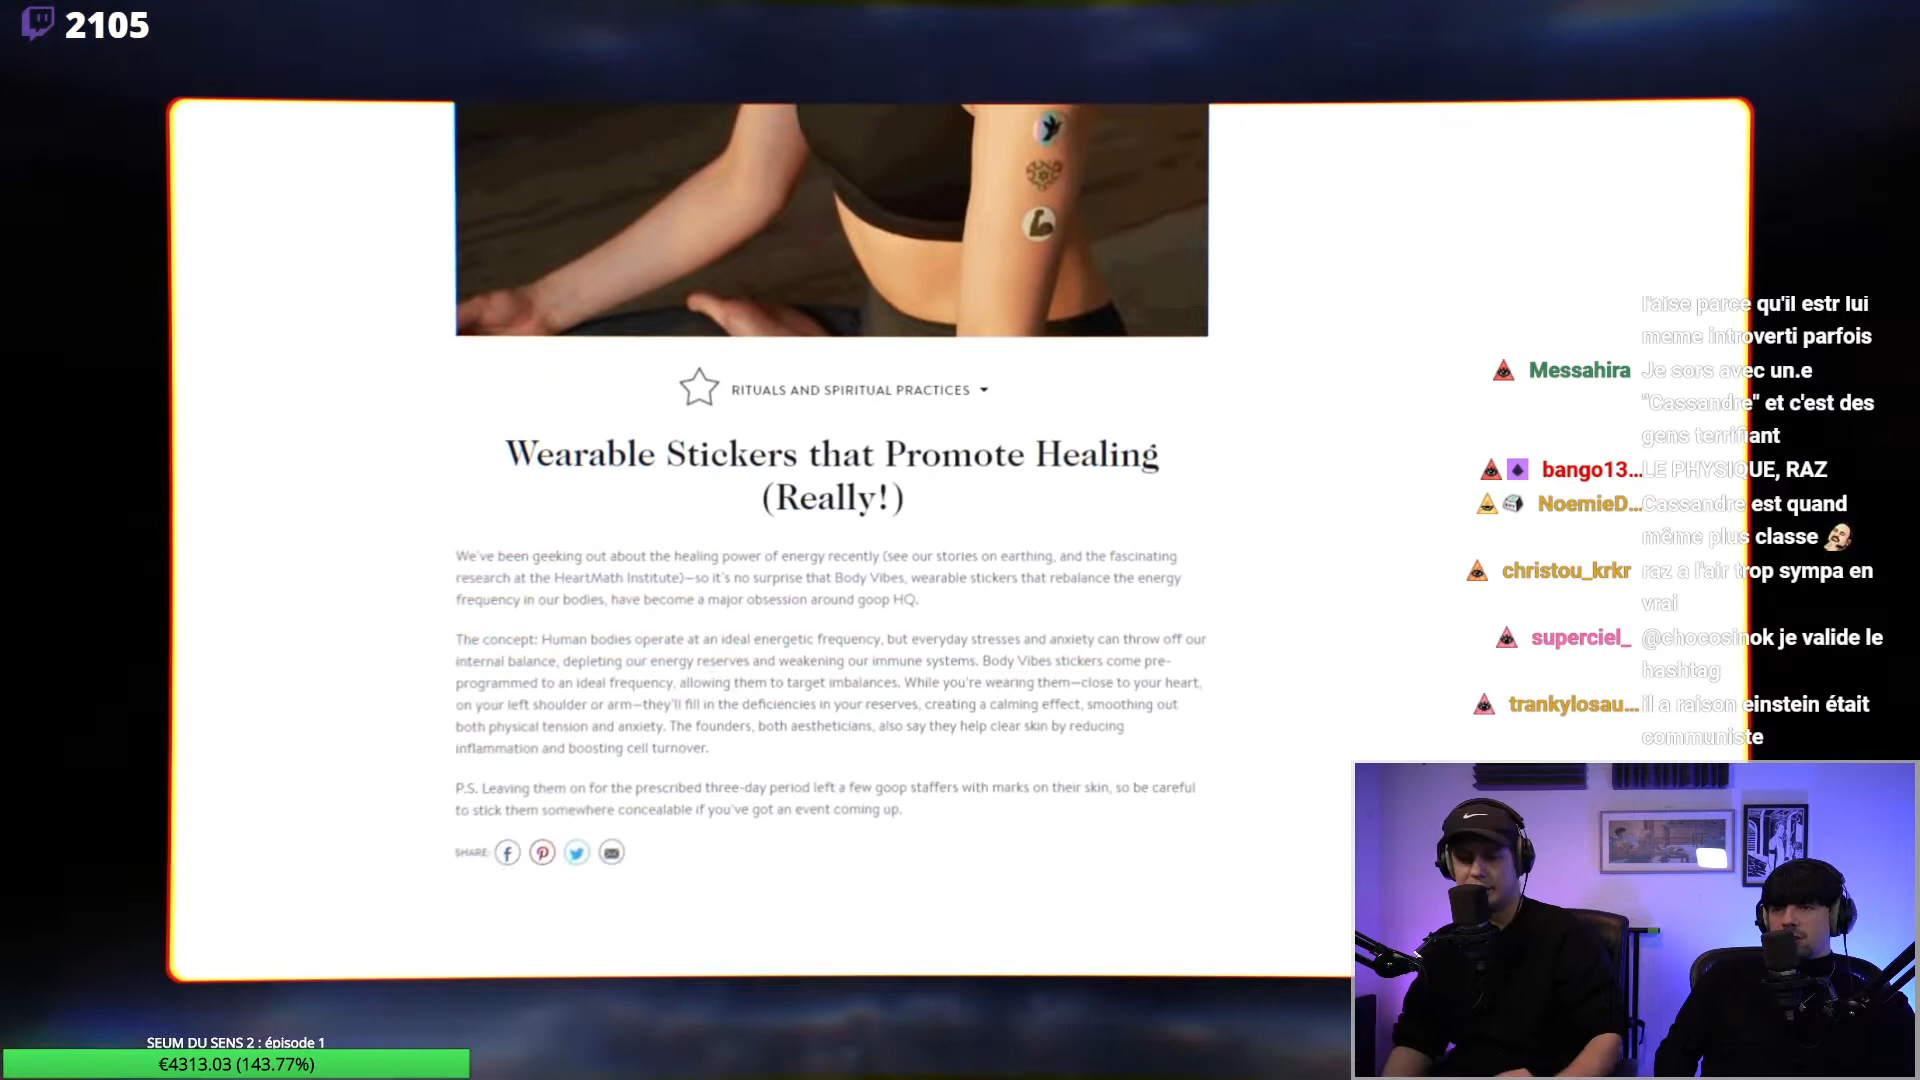 2105
RITUALS AND SPIRITUAL PRACTICES
Wearable Stickers that Promote Healing
(Really!)
We've been geeking out about the healing power of energy recently (see our stories on earthing, and the fascinating
research at the HeartMath Institute)—so it's no surprise that Body Vibes, wearable stickers that rebalance the energy
frequency in our bodies, have become a major obsession around goop HQ.
The concept: Human bodies operate at an ideal energetic frequency, but everyday stresses and anxiety can throw off our
internal balance, depleting our energy reserves and weakening our immune systems. Body Vibes stickers come pre-
programmed to an ideal frequency, allowing them to target imbalances. While you're wearing them—close to your heart,
on your left shoulder or arm—they'll fill in the deficiencies in your reserves, creating a calming effect, smoothing out
both physical tension and anxiety. The founders, both aestheticians, also say they help clear skin by reducing
inflammation and boosting cell turnover.
P.S. Leaving them on for the prescribed three-day period left a few goop staffers with marks on their skin, so be careful
to stick them somewhere concealable if you've got an event coming up.
SHARE:
l'aise parce qu'il estr lui
meme introverti parfois
Messahira Je sors avec un.e
"Cassandre" et c'est des
gens terrifiant
bango13... LE PHYSIQUE, RAZ
NoemieD... Cassandre est quand
même plus classe
christou_krkr raz a l'air trop sympa en
vrai
superciel_ @chocosinok je valide le
hashtag
trankylosau... il a raison einstein était
communiste
SEUM DU SENS 2 : épisode 1
€4313.03 (143.77%)